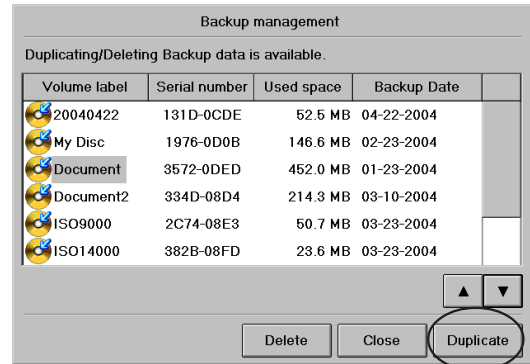 Backup management
Duplicating/Deleting Backup data is available.
Volume label Serial number Used space Backup Date
20040422 131D-0CDE 52.5 MB 04-22-2004
My Disc 1976-0D0B 146.6 MB 02-23-2004
Document 3572-0DED 452.0 MB 01-23-2004
Document2 334D-08D4 214.3 MB 03-10-2004
ISO9000 2C74-08E3 50.7 MB 03-23-2004
ISO14000 382B-08FD 23.6 MB 03-23-2004
Delete Close Duplicate